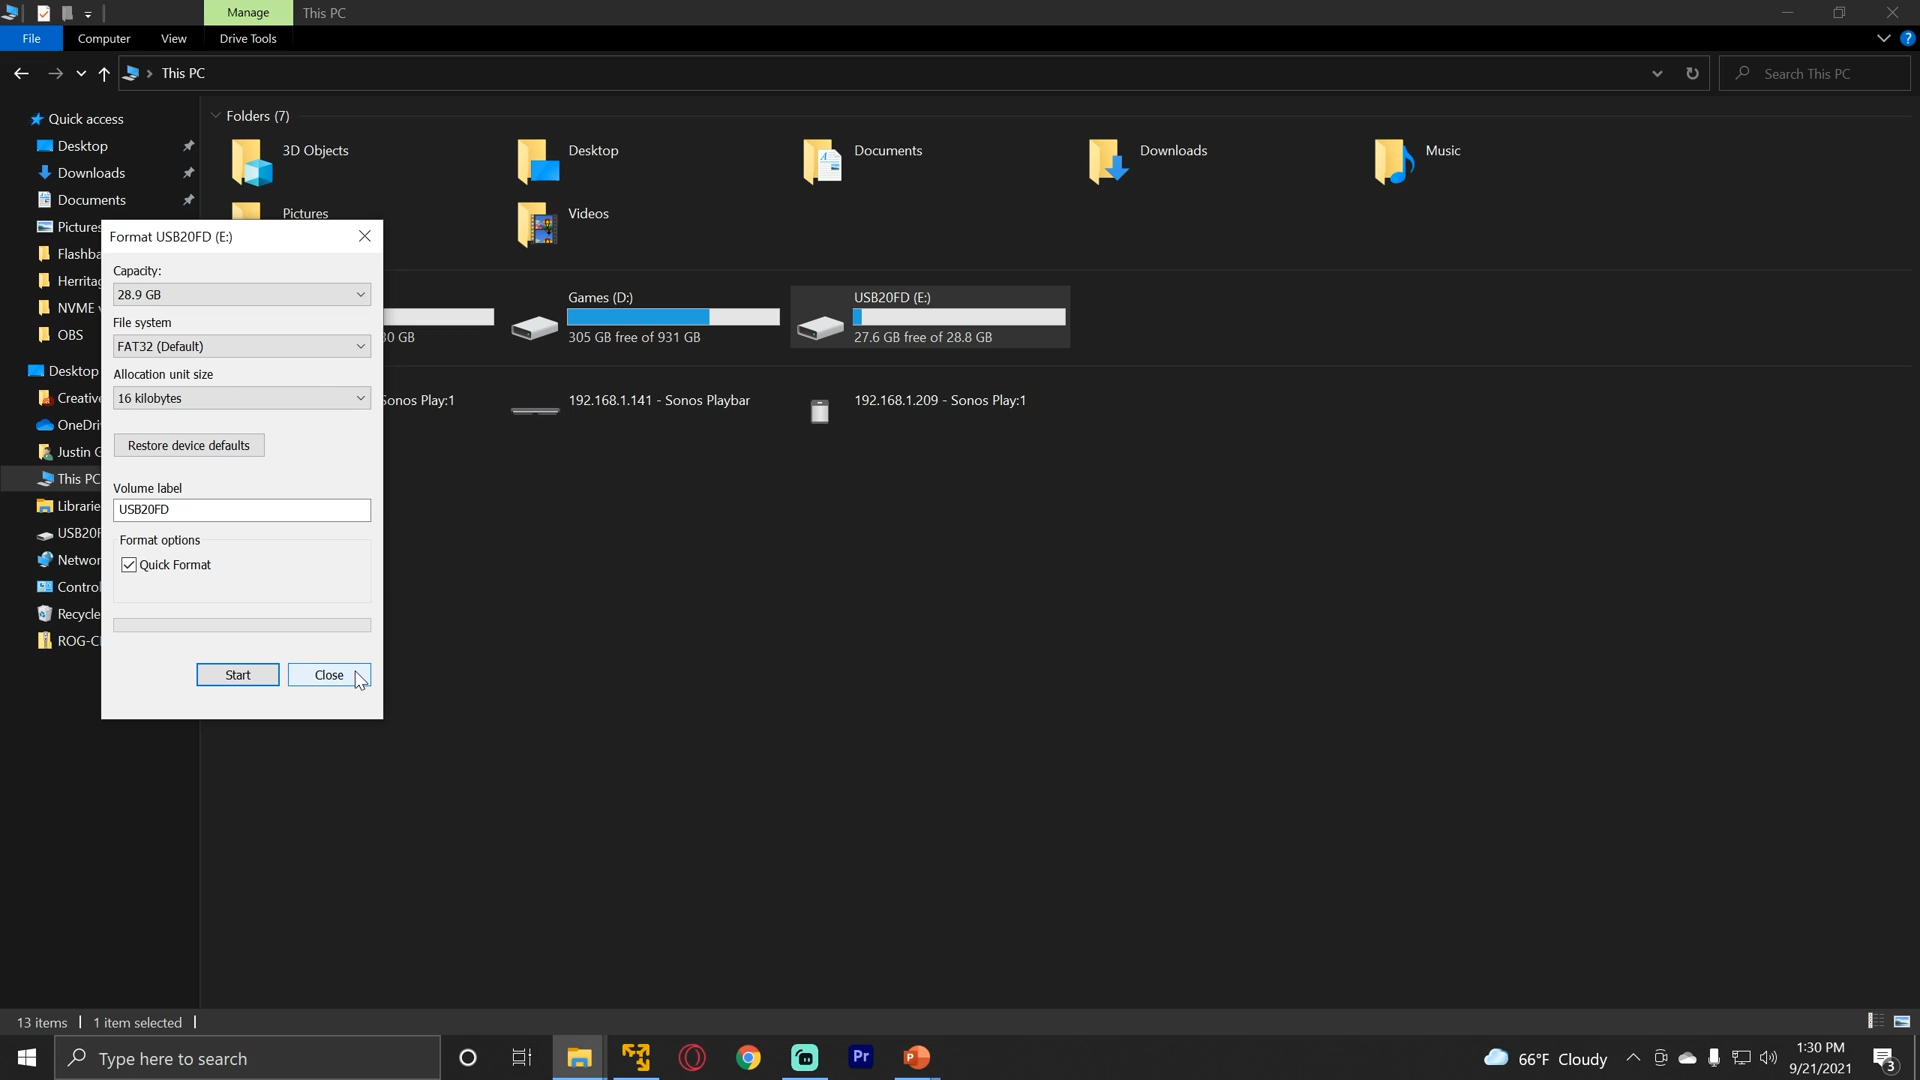 Manage
This PC
File
Computer
View
Drive Tools
This PC
Search This PC
Quick access
Desktop
Downloads
Documents
Pictures
Flashba
Herritag
NVME
OBS
Desktop
Creative
OneDri
Justin G
This PC
Librarie
USB20F
Networ
Control
Recycle
ROG-C
Folders (7)
3D Objects
Desktop
Documents
Downloads
Music
Pictures
Videos
Games (D:)
305 GB free of 931 GB
USB20FD (E:)
27.6 GB free of 28.8 GB
Sonos Play:1
192.168.1.141 - Sonos Playbar
192.168.1.209 - Sonos Play:1
Format USB20FD (E:)
Capacity:
28.9 GB
File system
FAT32 (Default)
Allocation unit size
16 kilobytes
Restore device defaults
Volume label
USB20FD
Format options
Quick Format
Start
Close
13 items
1 item selected
Type here to search
Pr
P
66°F Cloudy
1:30 PM
9/21/2021
3